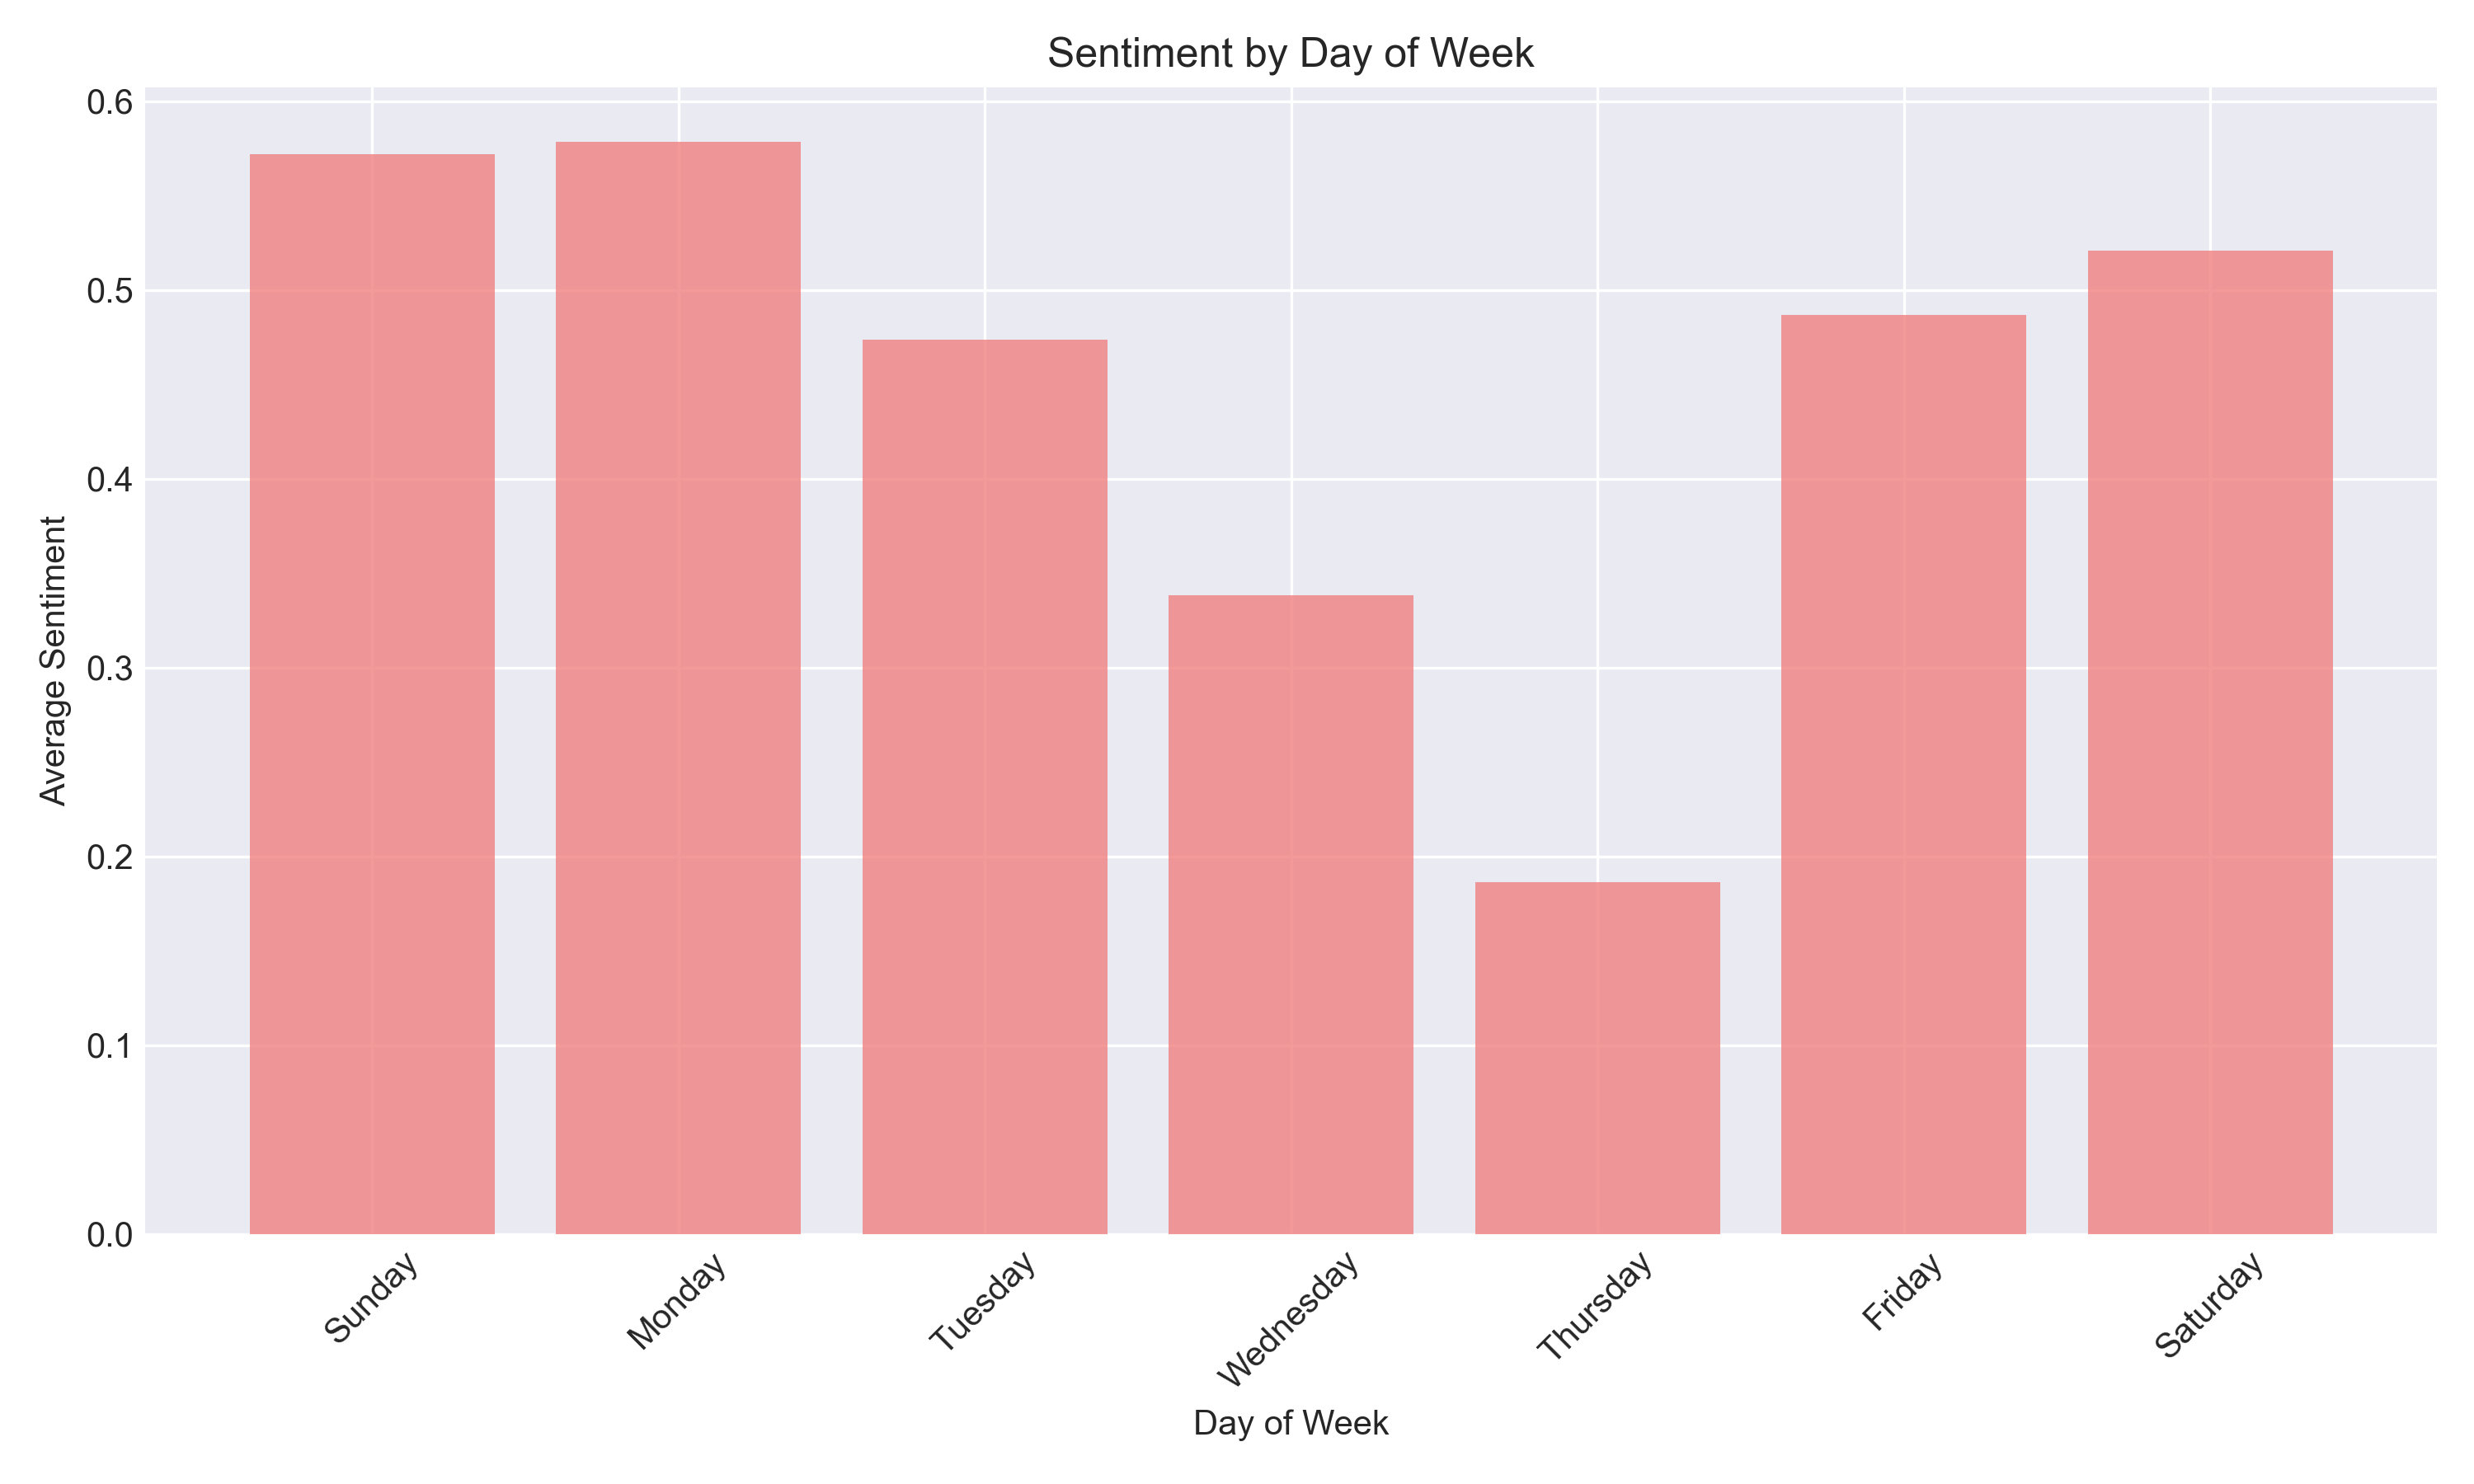 Sentiment by Day of Week
Average Sentiment
0.6
0.5
0.4
0.3
0.2
0.1
0.0
Sunday
Monday
Tuesday
Wednesday
Thursday
Friday
Saturday
Day of Week